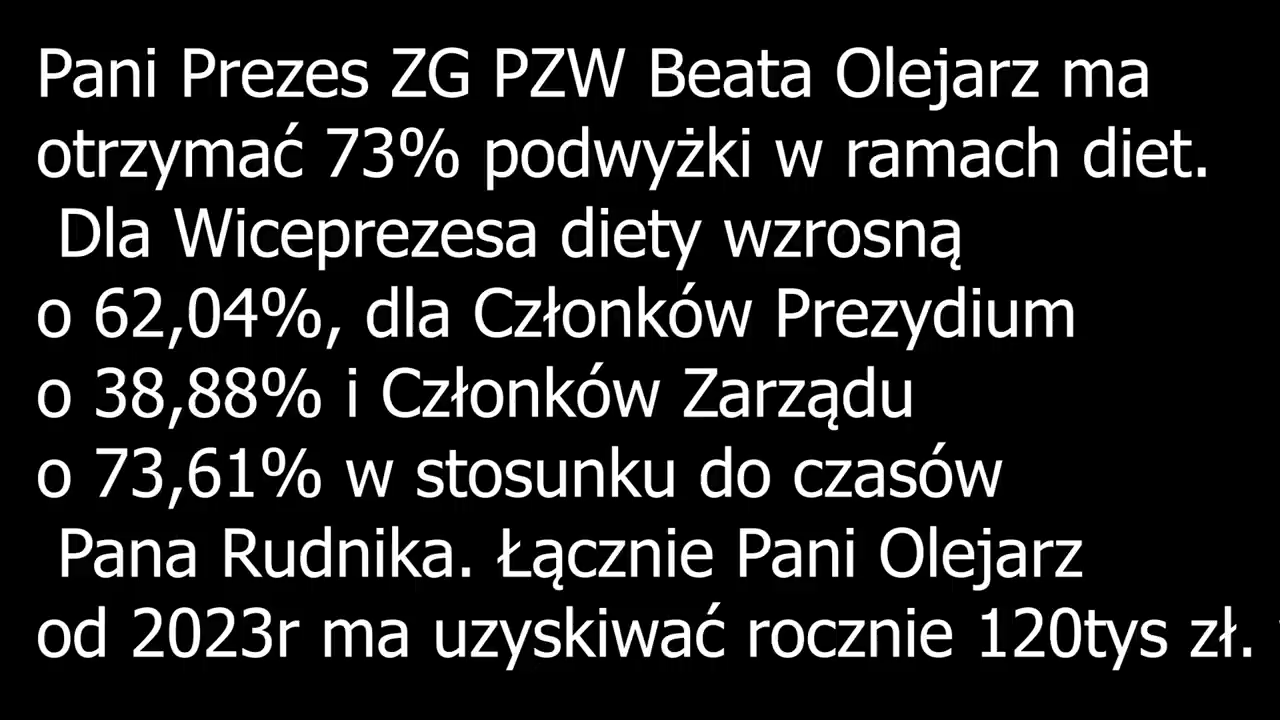 Pani Prezes ZG PZW Beata Olejarz ma
otrzymać 73% podwyżki w ramach diet.
Dla Wiceprezesa diety wzrosną
o 62,04%, dla Członków Prezydium
o 38,88% i Członków Zarządu
o 73,61% w stosunku do czasów
Pana Rudnika. Łącznie Pani Olejarz
od 2023r ma uzyskiwać rocznie 120tys zł.